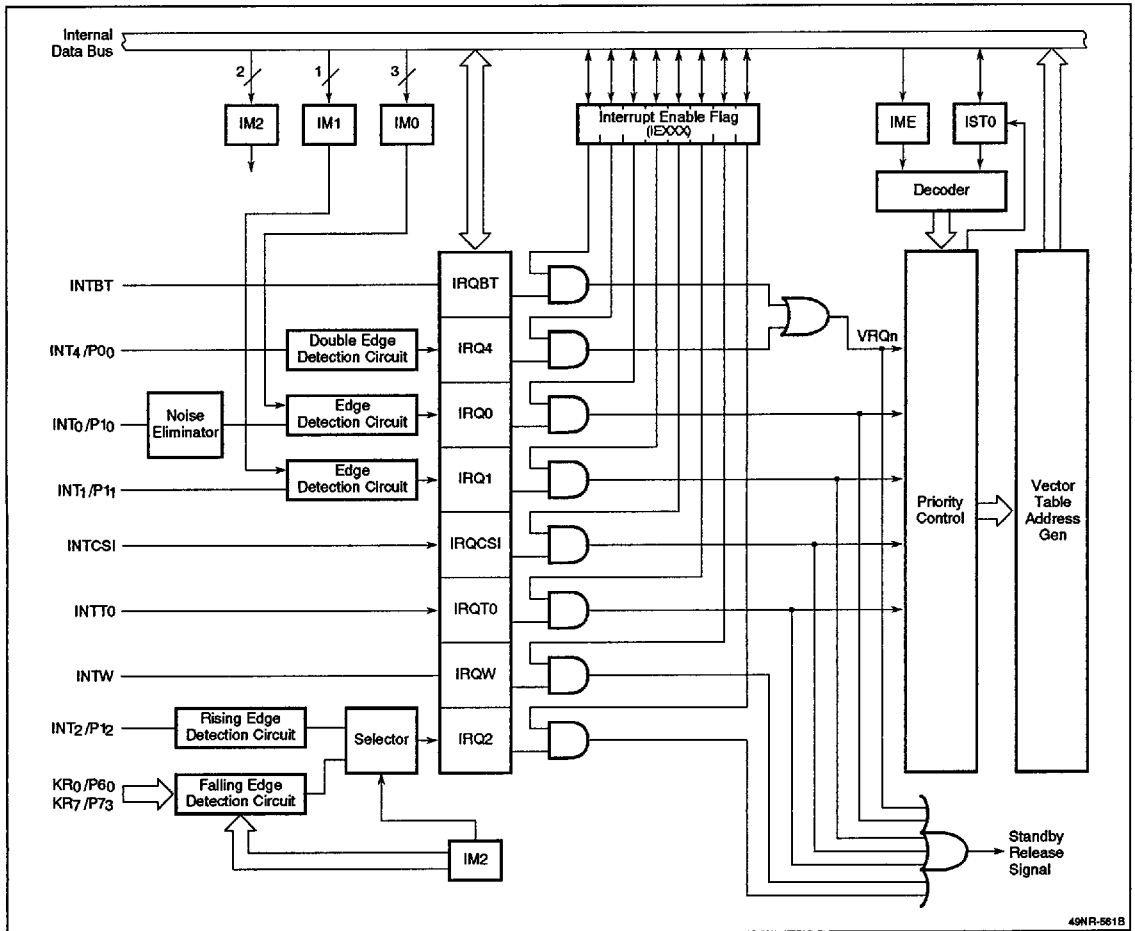 Internal
Data Bus
2
1
3
IM2
IM1
IM0
Interrupt Enable Flag
(IEXXX)
IME
IST0
Decoder
INTBT
IRQBT
INT4/P00
Double Edge
Detection Circuit
IRQ4
VRQn
INT0/P10
Noise
Eliminator
Edge
Detection Circuit
IRQ0
INT1/P11
Edge
Detection Circuit
IRQ1
Priority
Control
Vector
Table
Address
Gen
INTCSI
IRQCSI
INTT0
IRQT0
INTW
IRQW
INT2/P12
Rising Edge
Detection Circuit
Selector
IRQ2
KR0/P60
KR7/P73
Falling Edge
Detection Circuit
IM2
Standby
Release
Signal
49NR-561B